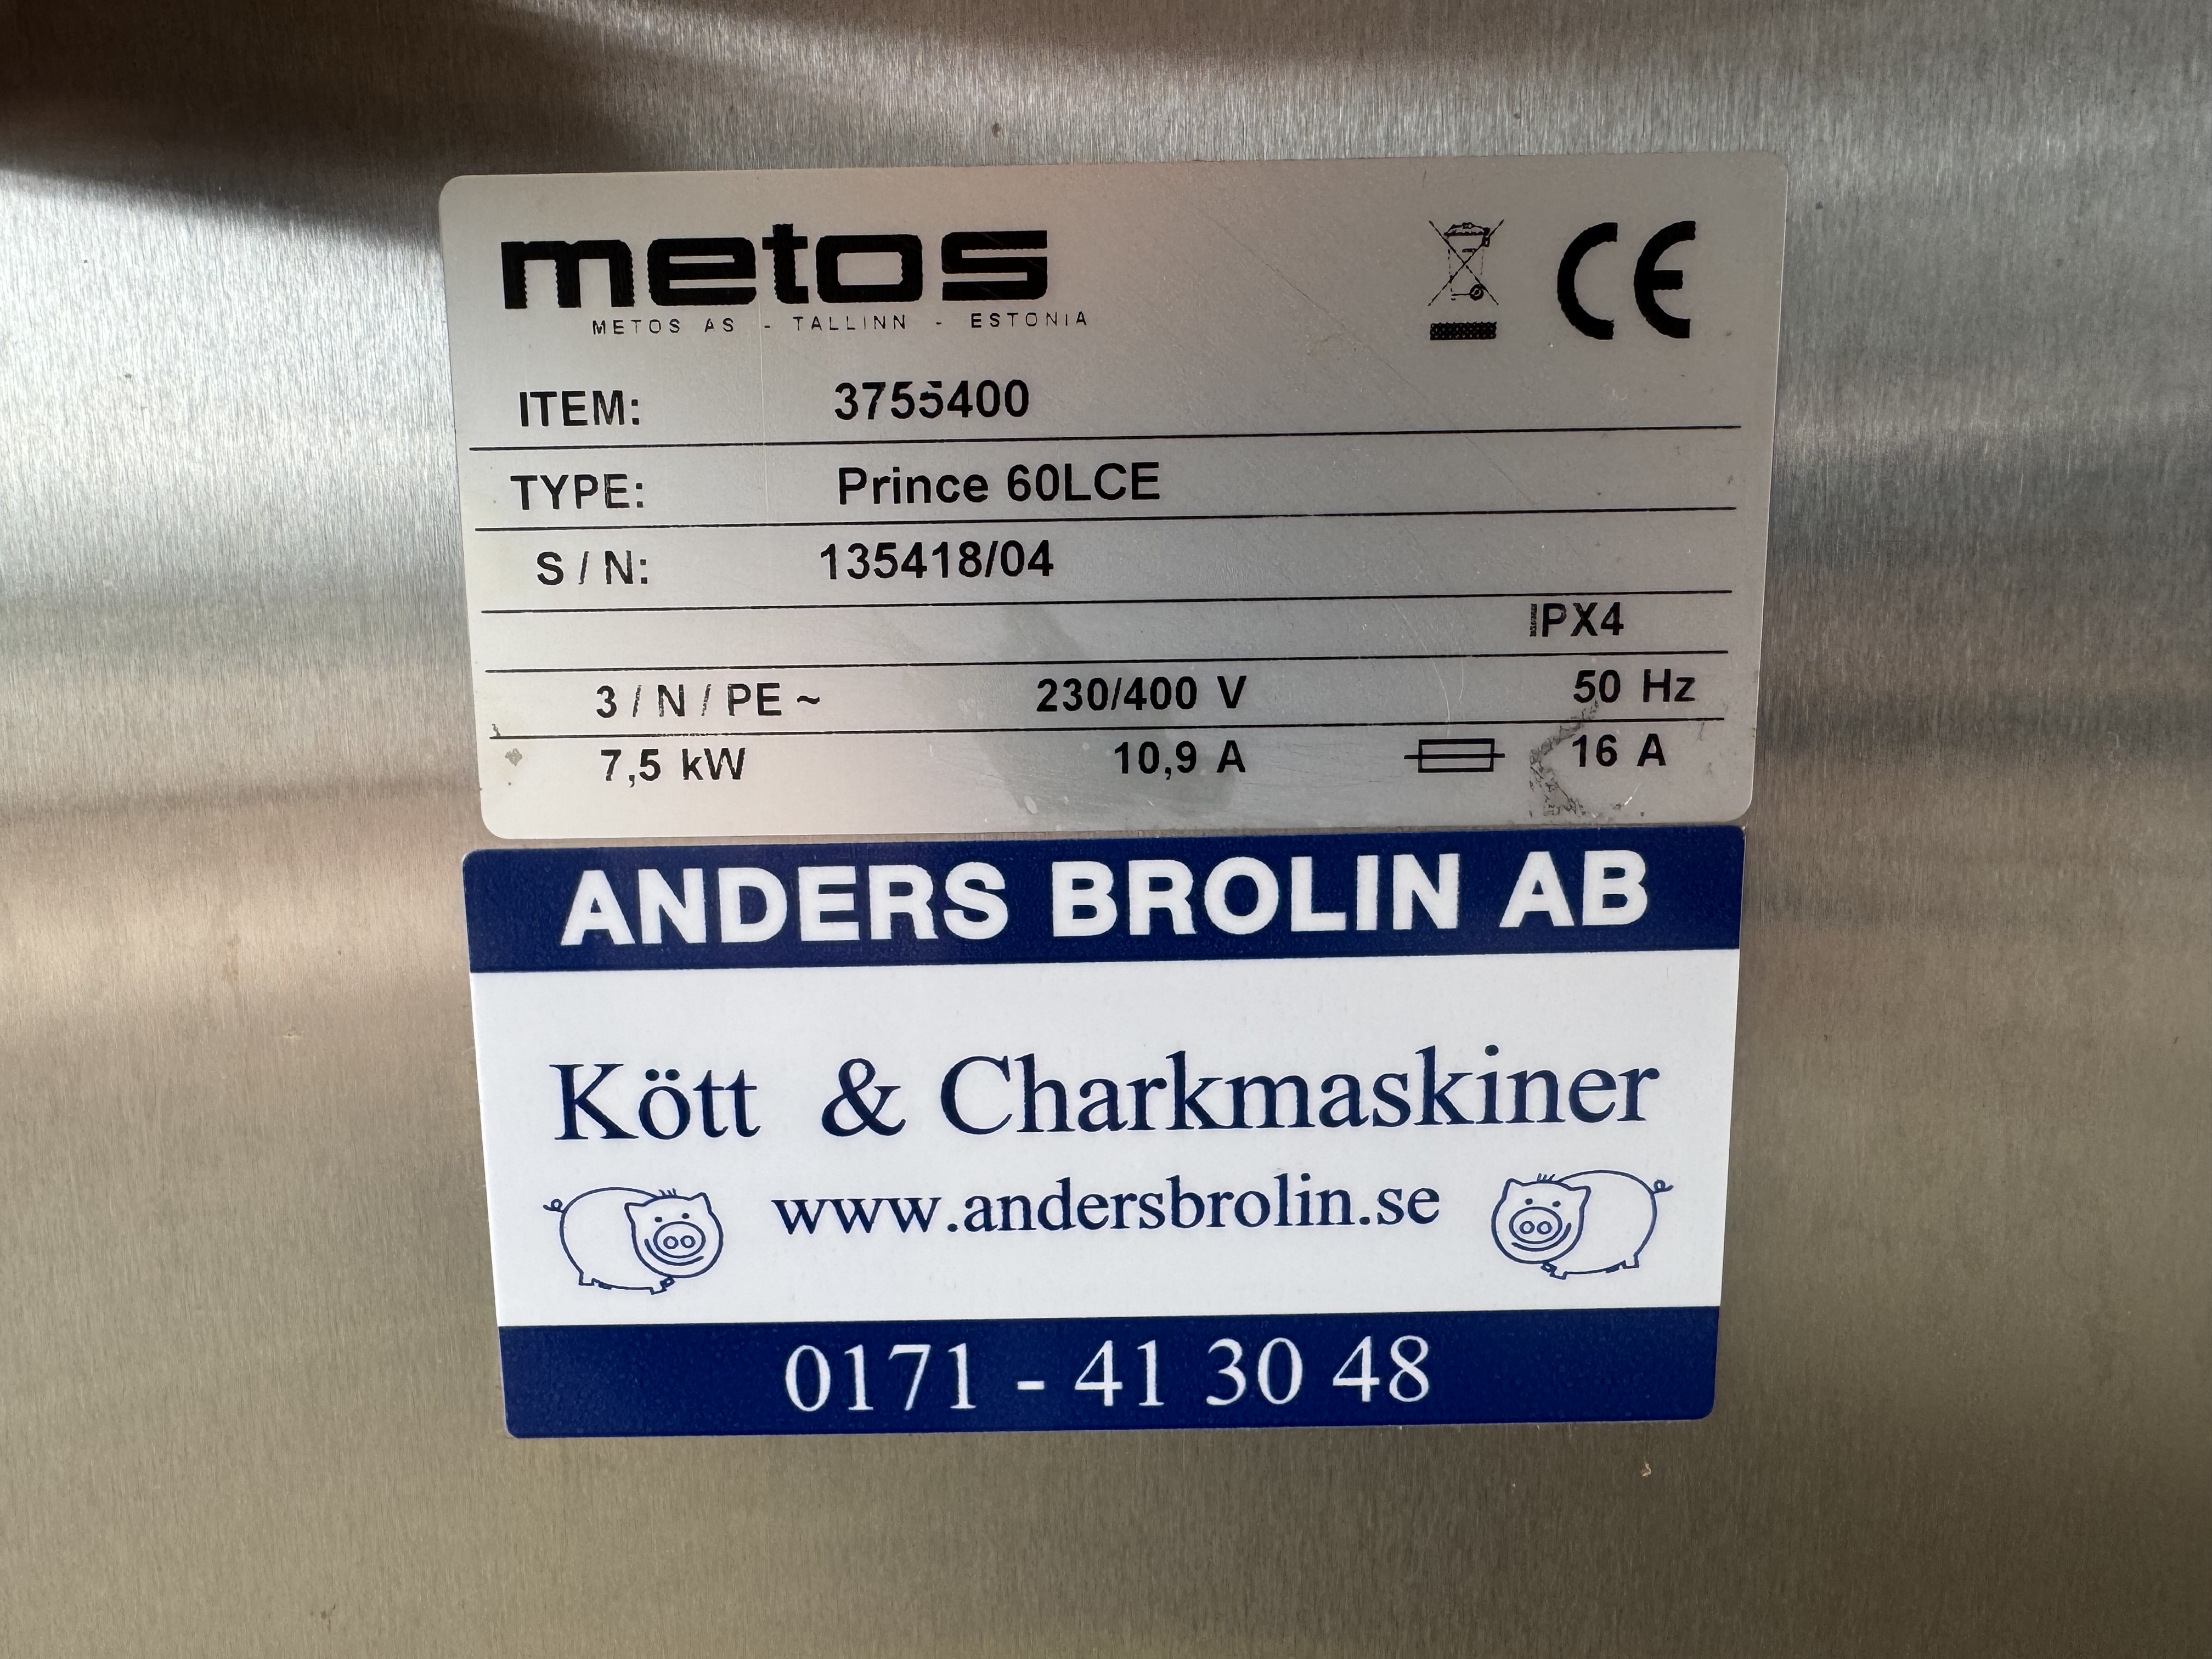 metos
METOS AS - TALLINN - ESTONIA
CE
ITEM: 3755400
TYPE: Prince 60LCE
S / N: 135418/04
IPX4
3 / N / PE ~ 230/400 V 50 Hz
7,5 kW 10,9 A 16 A
ANDERS BROLIN AB
Kött & Charkmaskiner
www.andersbrolin.se
0171 - 41 30 48